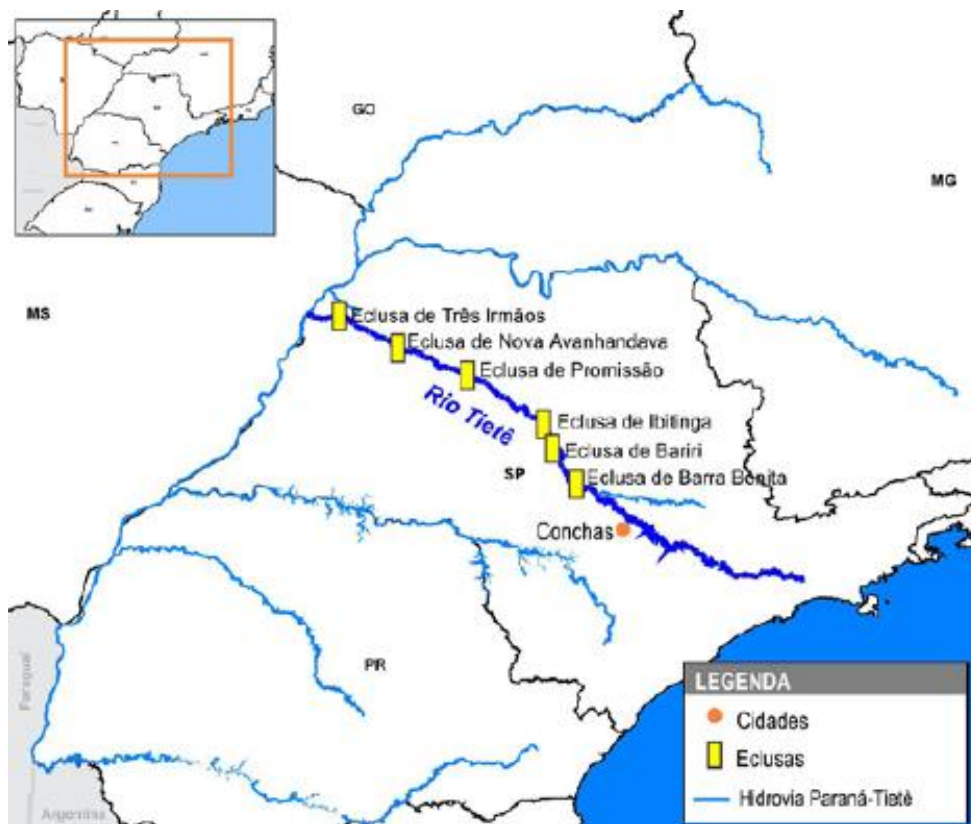 GO
MG
MS
Eclusa de Três Irmãos
Eclusa de Nova Avanhandava
Eclusa de Promissão
Rio Tietê
Eclusa de Ibitinga
Eclusa de Bariri
SP
Eclusa de Barra Bonita
Conchas
PR
Paraguai
Argentina
LEGENDA
Cidades
Eclusas
Hidrovia Paraná-Tietê